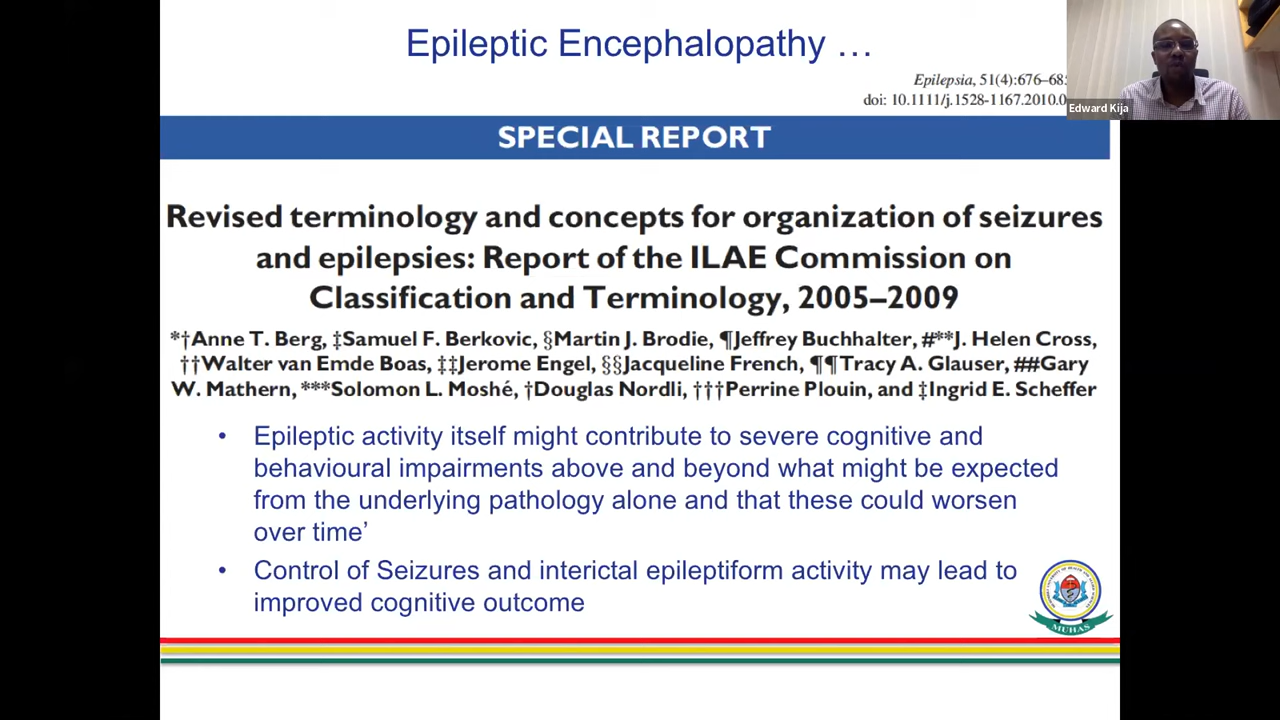 Epileptic Encephalopathy …
Epilepsia, 51(4):676–68
doi: 10.1111/j.1528-1167.2010.0
Edward Kija
SPECIAL REPORT
Revised terminology and concepts for organization of seizures
and epilepsies: Report of the ILAE Commission on
Classification and Terminology, 2005–2009
*†Anne T. Berg, ‡Samuel F. Berkovic, §Martin J. Brodie, ¶Jeffrey Buchhalter, #**J. Helen Cross,
††Walter van Emde Boas, ‡‡Jerome Engel, §§Jacqueline French, ¶¶Tracy A. Glauser, ##Gary
W. Mathern, ***Solomon L. Moshé, †Douglas Nordli, †††Perrine Plouin, and ‡Ingrid E. Scheffer
• Epileptic activity itself might contribute to severe cognitive and
behavioural impairments above and beyond what might be expected
from the underlying pathology alone and that these could worsen
over time’
• Control of Seizures and interictal epileptiform activity may lead to
improved cognitive outcome
MUHAS